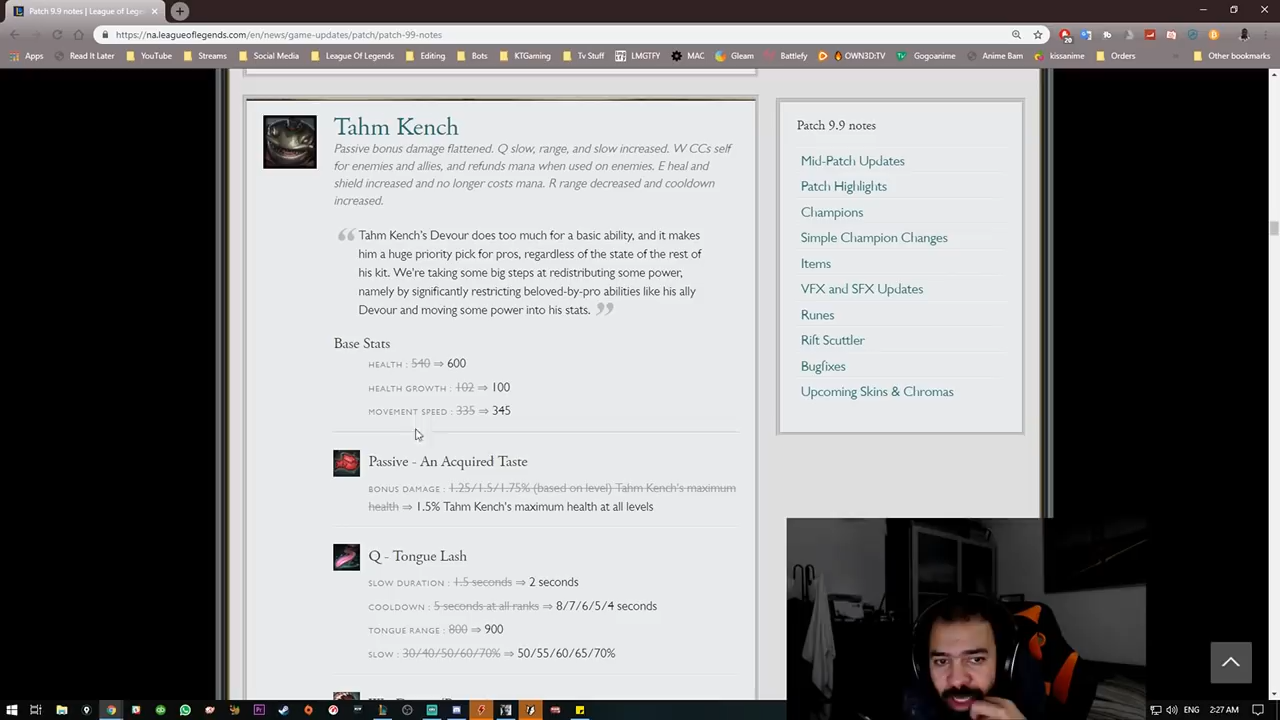 Patch 9.9 notes | League of Lege
https://na.leagueoflegends.com/en/news/game-updates/patch/patch-99-notes
20
Apps Read It Later YouTube Streams Social Media League Of Legends Editing Bots KTGaming Tv Stuff LMGTFY MAC Gleam Battlefy OWN3D:TV Gogoanime Anime Bam kissanime Orders Other bookmarks
Tahm Kench
Passive bonus damage flattened. Q slow, range, and slow increased. W CCs self
for enemies and allies, and refunds mana when used on enemies. E heal and
shield increased and no longer costs mana. R range decreased and cooldown
increased.
Tahm Kench's Devour does too much for a basic ability, and it makes
him a huge priority pick for pros, regardless of the state of the rest of
his kit. We're taking some big steps at redistributing some power,
namely by significantly restricting beloved-by-pro abilities like his ally
Devour and moving some power into his stats.
Base Stats
HEALTH : 540 ⇒ 600
HEALTH GROWTH : 102 ⇒ 100
MOVEMENT SPEED : 335 ⇒ 345
Passive - An Acquired Taste
BONUS DAMAGE : 1.25/1.5/1.75% (based on level) Tahm Kench's maximum
health ⇒ 1.5% Tahm Kench's maximum health at all levels
Q - Tongue Lash
SLOW DURATION : 1.5 seconds ⇒ 2 seconds
COOLDOWN : 5 seconds at all ranks ⇒ 8/7/6/5/4 seconds
TONGUE RANGE : 800 ⇒ 900
SLOW : 30/40/50/60/70% ⇒ 50/55/60/65/70%
Patch 9.9 notes
Mid-Patch Updates
Patch Highlights
Champions
Simple Champion Changes
Items
VFX and SFX Updates
Runes
Rift Scuttler
Bugfixes
Upcoming Skins & Chromas
ENG 2:27 AM